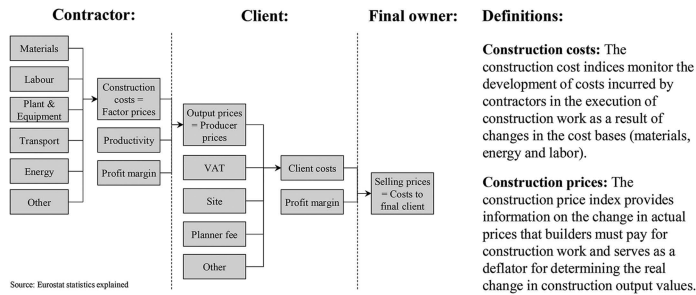 Contractor:
Client:
Final owner:
Definitions:
Materials
Labour
Plant &
Equipment
Transport
Energy
Other
Construction
costs =
Factor prices
Productivity
Profit margin
Output prices
= Producer
prices
VAT
Site
Planner fee
Other
Client costs
Profit margin
Selling prices
= Costs to
final client
Construction costs: The
construction cost indices monitor the
development of costs incurred by
contractors in the execution of
construction work as a result of
changes in the cost bases (materials,
energy and labor).
Construction prices: The
construction price index provides
information on the change in actual
prices that builders must pay for
construction work and serves as a
deflator for determining the real
change in construction output values.
Source: Eurostat statistics explained